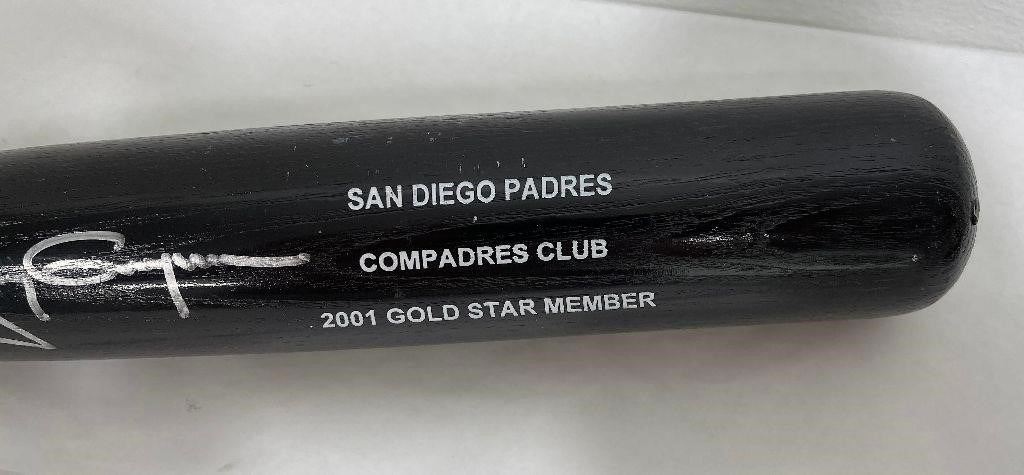 SAN DIEGO PADRES
COMPADRES CLUB
2001 GOLD STAR MEMBER